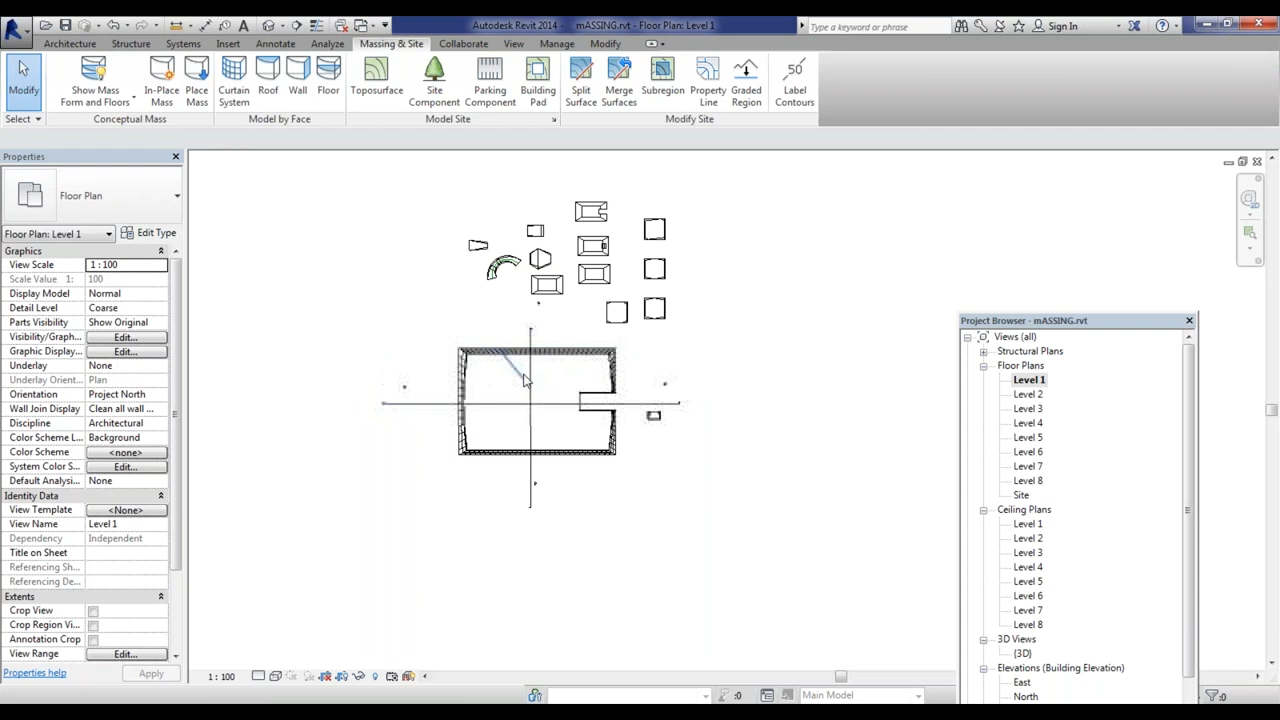 Autodesk Revit 2014 - mASSING.rvt - Floor Plan: Level 1
Type a keyword or phrase
Sign In
Architecture Structure Systems Insert Annotate Analyze Massing & Site Collaborate View Manage Modify
Modify
Show Mass Form and Floors
In-Place Mass
Place Mass
Curtain System
Roof
Wall
Floor
Toposurface
Site Component
Parking Component
Building Pad
Split Surface
Merge Surfaces
Subregion
Property Line
Graded Region
50
Label Contours
Select Conceptual Mass Model by Face Model Site Modify Site
Properties
Floor Plan
Floor Plan: Level 1 Edit Type
Graphics
View Scale 1 : 100
Scale Value 1: 100
Display Model Normal
Detail Level Coarse
Parts Visibility Show Original
Visibility/Graph... Edit...
Graphic Display... Edit...
Underlay None
Underlay Orient... Plan
Orientation Project North
Wall Join Display Clean all wall ...
Discipline Architectural
Color Scheme L... Background
Color Scheme <none>
System Color S... Edit...
Default Analysi... None
Identity Data
View Template <None>
View Name Level 1
Dependency Independent
Title on Sheet
Referencing Sh...
Referencing De...
Extents
Crop View
Crop Region Vi...
Annotation Crop
View Range Edit...
Properties help Apply
1 : 100
Project Browser - mASSING.rvt
Views (all)
Structural Plans
Floor Plans
Level 1
Level 2
Level 3
Level 4
Level 5
Level 6
Level 7
Level 8
Site
Ceiling Plans
Level 1
Level 2
Level 3
Level 4
Level 5
Level 6
Level 7
Level 8
3D Views
{3D}
Elevations (Building Elevation)
East
North
:0
Main Model
:0